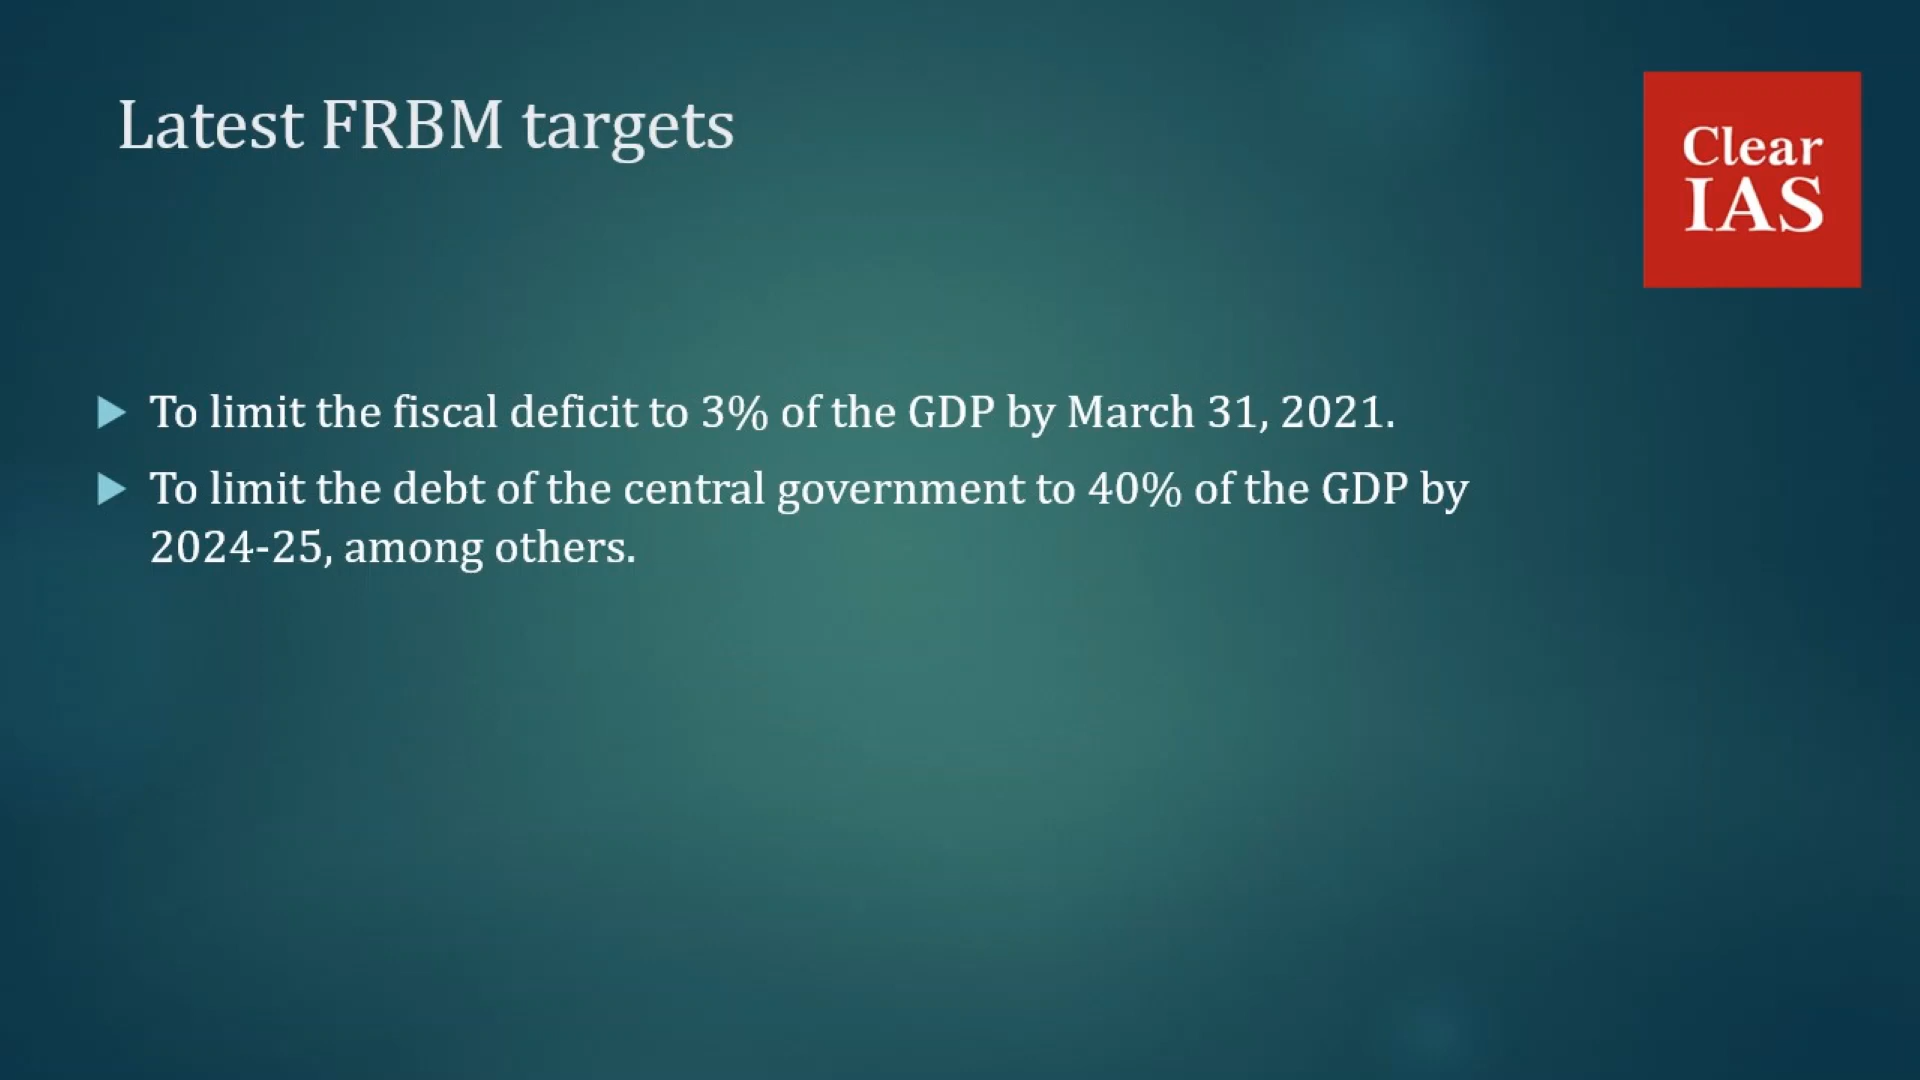 Latest FRBM targets
Clear
IAS
To limit the fiscal deficit to 3% of the GDP by March 31, 2021.
To limit the debt of the central government to 40% of the GDP by
2024-25, among others.